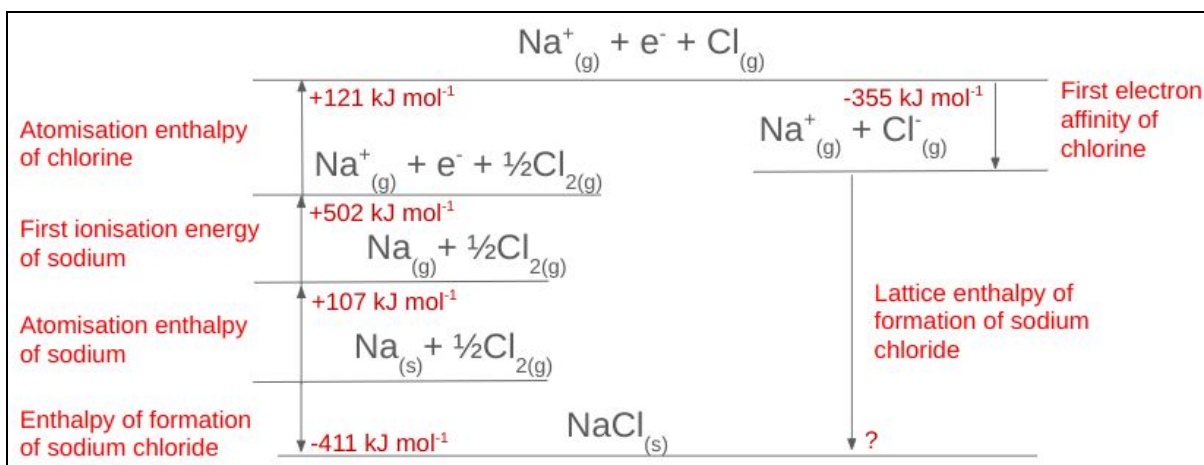 Na⁺(g) + e⁻ + Cl(g)
+121 kJ mol⁻¹
-355 kJ mol⁻¹
First electron
affinity of
chlorine
Atomisation enthalpy
of chlorine
Na⁺(g) + Cl⁻(g)
Na⁺(g) + e⁻ + ½Cl₂(g)
+502 kJ mol⁻¹
First ionisation energy
of sodium
Na(g) + ½Cl₂(g)
+107 kJ mol⁻¹
Lattice enthalpy of
formation of sodium
chloride
Atomisation enthalpy
of sodium
Na(s) + ½Cl₂(g)
Enthalpy of formation
of sodium chloride
-411 kJ mol⁻¹
NaCl(s)
?